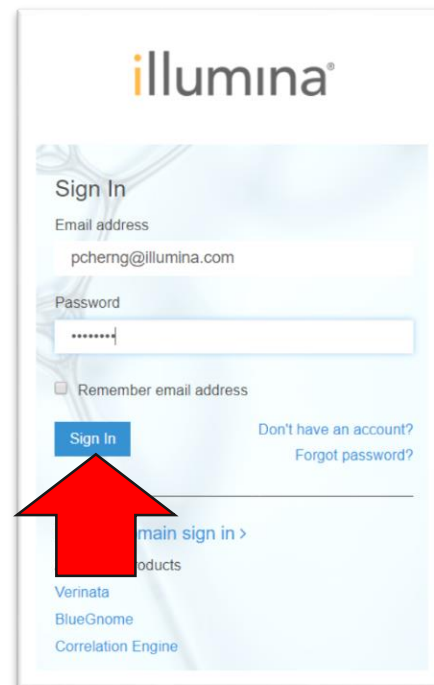 illumina®
Sign In
Email address
pcherng@illumina.com
Password
••••••••
Remember email address
Sign In
Don't have an account?
Forgot password?
main sign in >
Verinata
BlueGnome
Correlation Engine